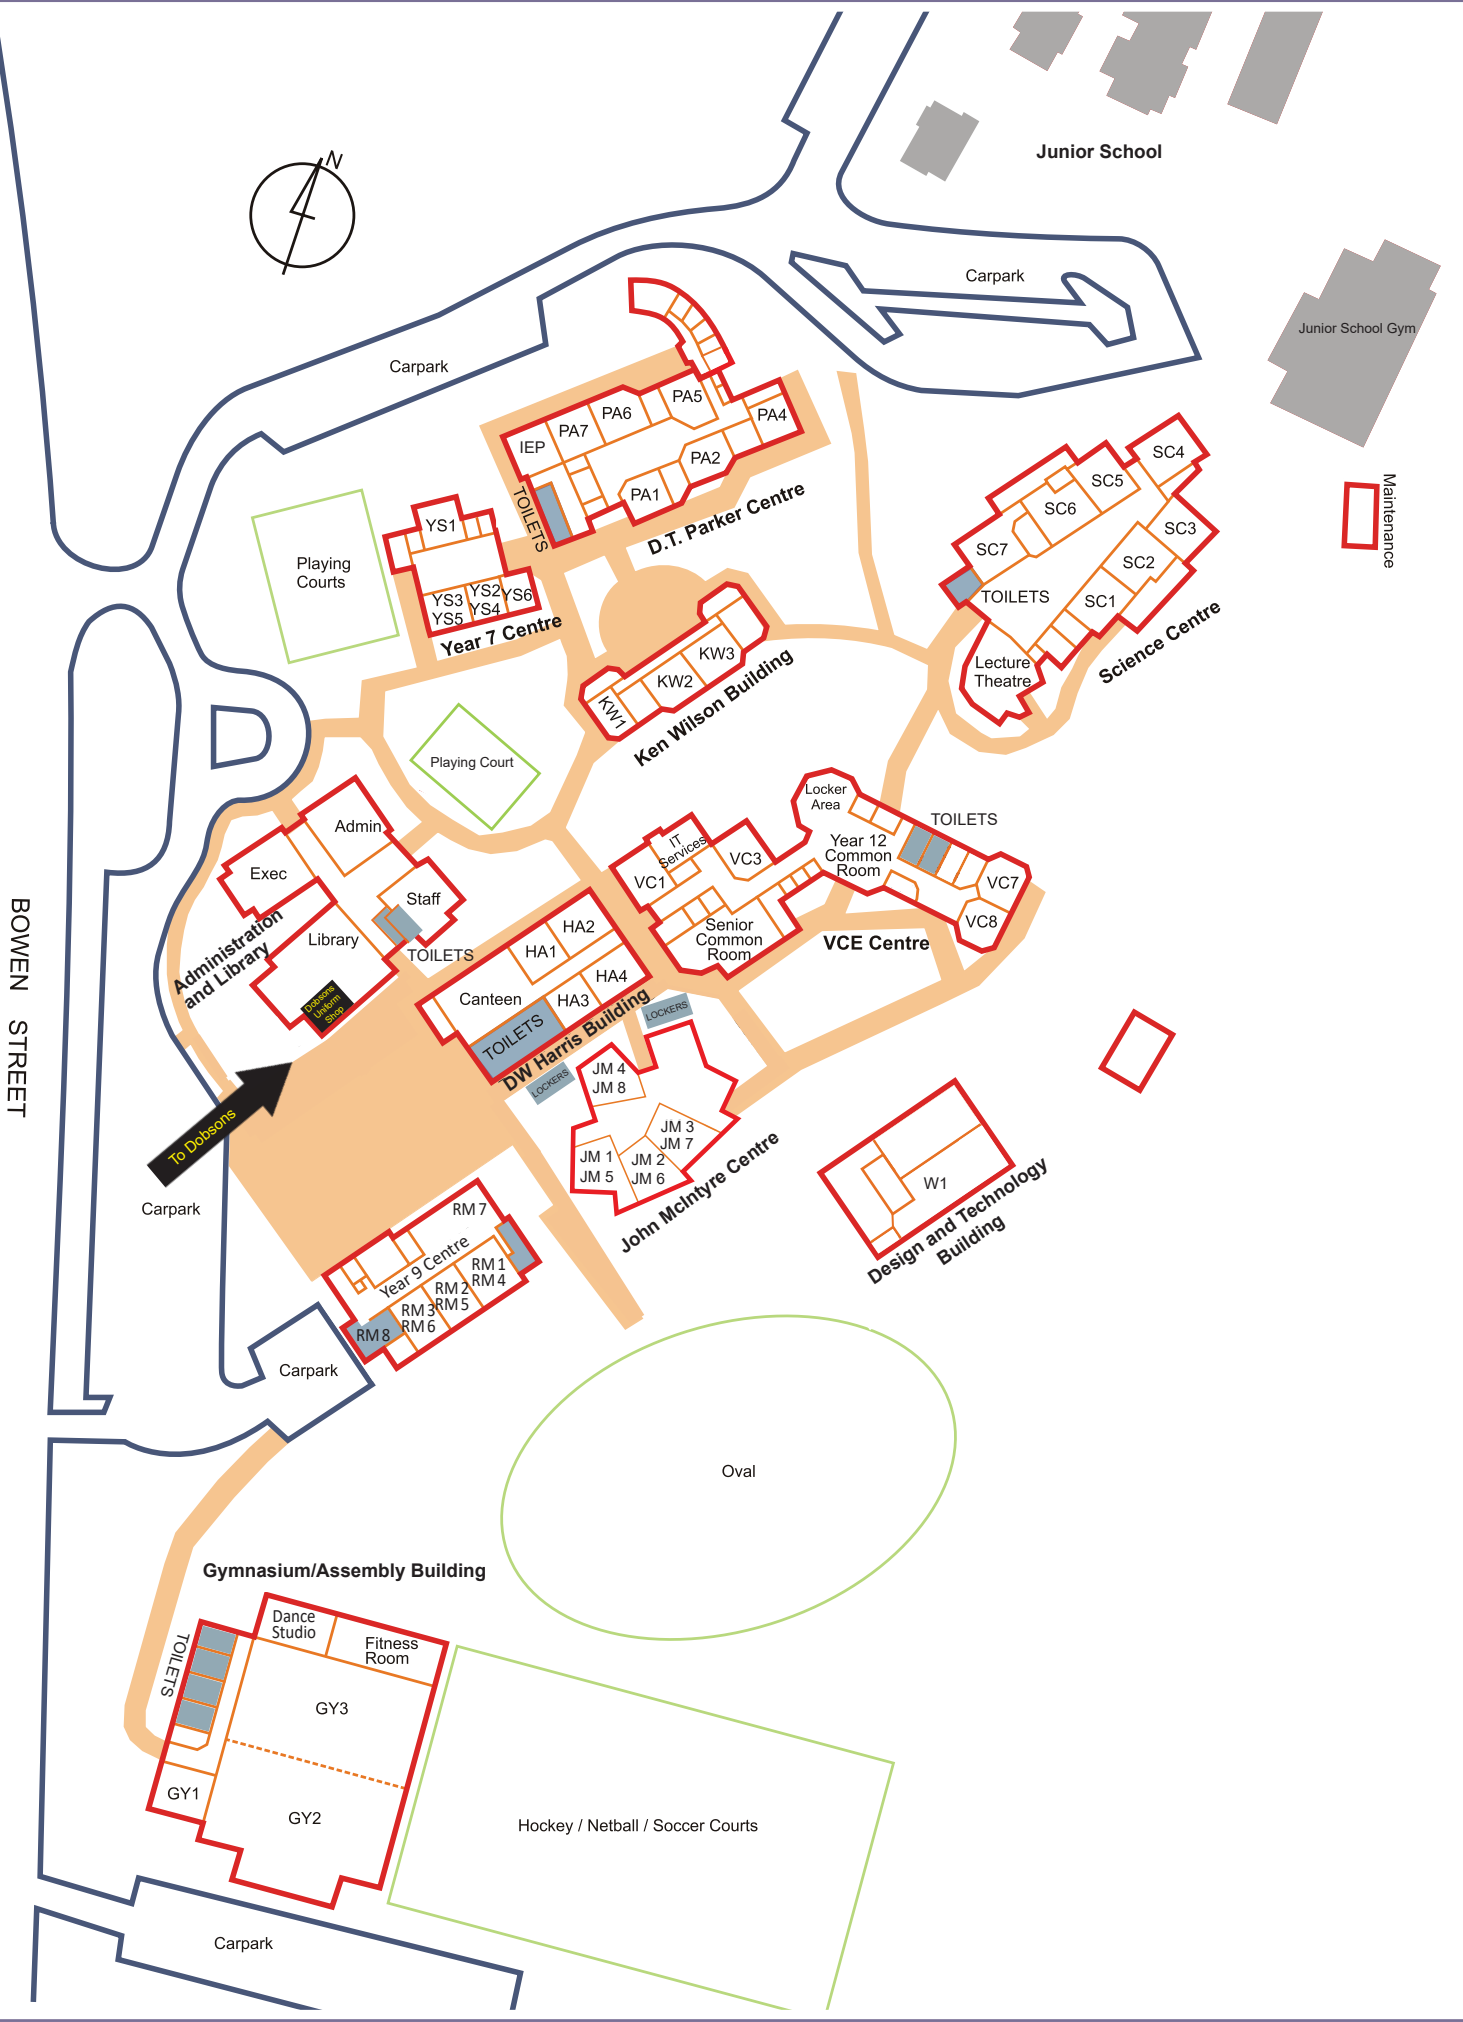 Junior School
N
Carpark
Junior School Gym
Carpark
PA5
PA6
PA4
PA7
IEP
PA2
PA1
TOILETS
D.T. Parker Centre
SC4
SC5
SC6
SC3
SC7
SC2
TOILETS
SC1
Lecture
Theatre
Science Centre
Maintenance
YS1
Playing
Courts
YS2
YS3
YS6
YS4
YS5
Year 7 Centre
KW3
KW2
KW1
Ken Wilson Building
Playing Court
Locker
Area
TOILETS
Admin
IT
Services
Year 12
Common
Room
VC3
Exec
VC1
VC7
Staff
VC8
Senior
Common
Room
VCE Centre
Library
TOILETS
Administration
and Library
Dobsons
Uniform
Shop
HA2
HA1
HA4
Canteen
HA3
TOILETS
DW Harris Building
LOCKERS
LOCKERS
BOWEN STREET
JM 4
JM 8
JM 3
JM 7
JM 1
JM 5
JM 2
JM 6
John McIntyre Centre
To Dobsons
W1
Design and Technology
Building
Carpark
RM 7
Year 9 Centre
RM 1
RM 4
RM 2
RM 5
RM 3
RM 6
RM 8
Carpark
Oval
Gymnasium/Assembly Building
Dance
Studio
Fitness
Room
TOILETS
GY3
GY1
GY2
Hockey / Netball / Soccer Courts
Carpark